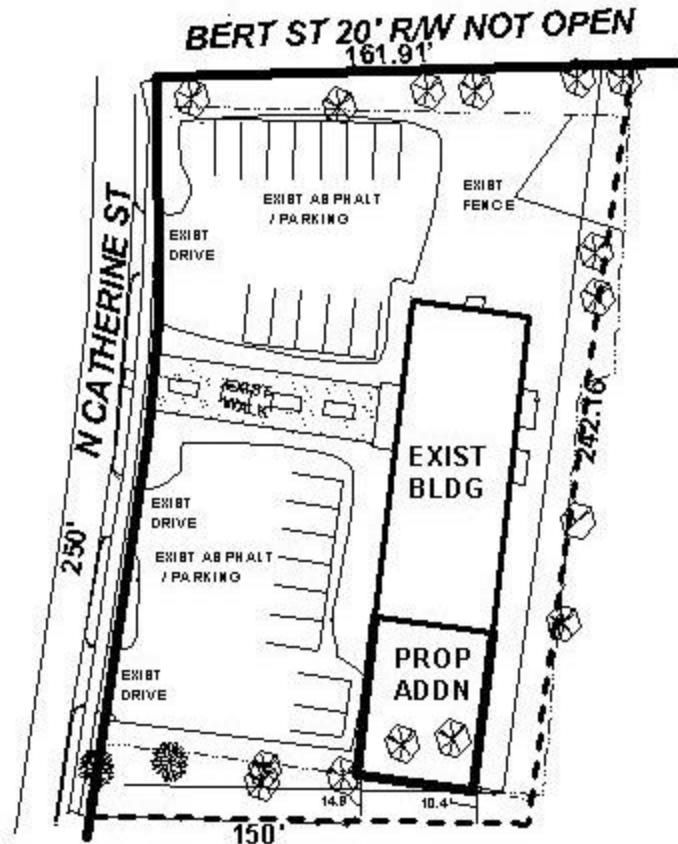 BERT ST 20' R/W NOT OPEN
161.91'
EXIST ASPHALT
/ PARKING
EXIST
FENCE
EXIST
DRIVE
N CATHERINE ST
EXIST
WALK
242.16'
EXIST
BLDG
EXIST
DRIVE
250'
EXIST ASPHALT
/ PARKING
PROP
ADDN
EXIST
DRIVE
14.9'
10.4'
150'